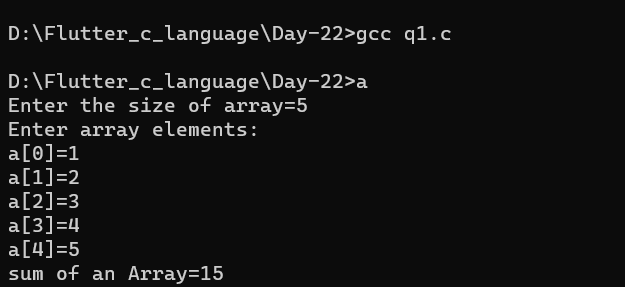 D:\Flutter_c_language\Day-22>gcc q1.c
D:\Flutter_c_language\Day-22>a
Enter the size of array=5
Enter array elements:
a[0]=1
a[1]=2
a[2]=3
a[3]=4
a[4]=5
sum of an Array=15